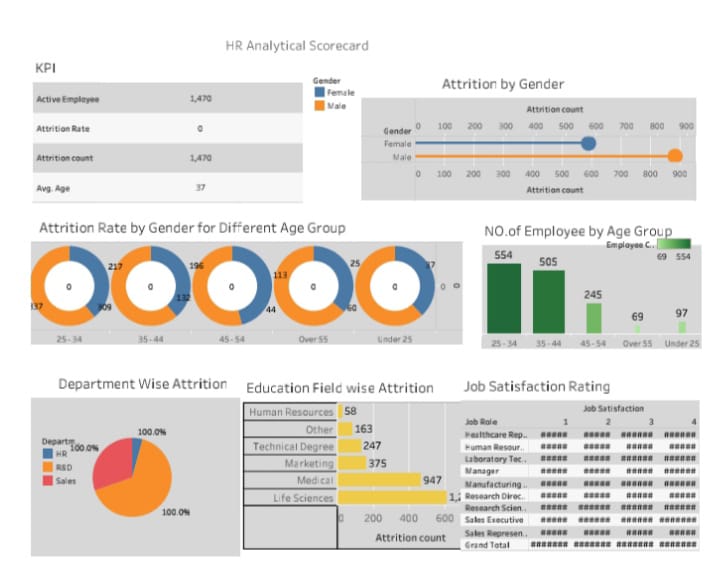 HR Analytical Scorecard
KPI
Active Employee 1,470
Attrition Rate 0
Attrition count 1,470
Avg. Age 37
Gender
Female
Male
Attrition by Gender
Attrition count
Gender 0 100 200 300 400 500 600 700 800 900
Female
Male
0 100 200 300 400 500 600 700 800 900
Attrition count
Attrition Rate by Gender for Different Age Group
217 196 113 25 37
0 0 0 0 0 0 0
337 309 132 44 60
25 - 34 35 - 44 45 - 54 Over 55 Under 25
NO.of Employee by Age Group
Employee C..
69 554
554 505 245 69 97
25 - 34 35 - 44 45 - 54 Over 55 Under 25
Department Wise Attrition
Departm..
HR
R&D
Sales
100.0%
100.0%
100.0%
Education Field wise Attrition
Human Resources 58
Other 163
Technical Degree 247
Marketing 375
Medical 947
Life Sciences 1,2
0 200 400 600
Attrition count
Job Satisfaction Rating
Job Satisfaction
Job Role 1 2 3 4
Healthcare Rep.. ##### ##### ###### ######
Human Resour.. ##### ##### ##### #####
Laboratory Tec.. ##### ##### ###### ######
Manager ##### ##### ##### #####
Manufacturing .. ##### ##### ###### ######
Research Direc.. ##### ##### ##### #####
Research Scien.. ##### ##### ###### ######
Sales Executive ##### ###### ###### #######
Sales Represen.. ##### ##### ##### #####
Grand Total ####### ####### ####### #######